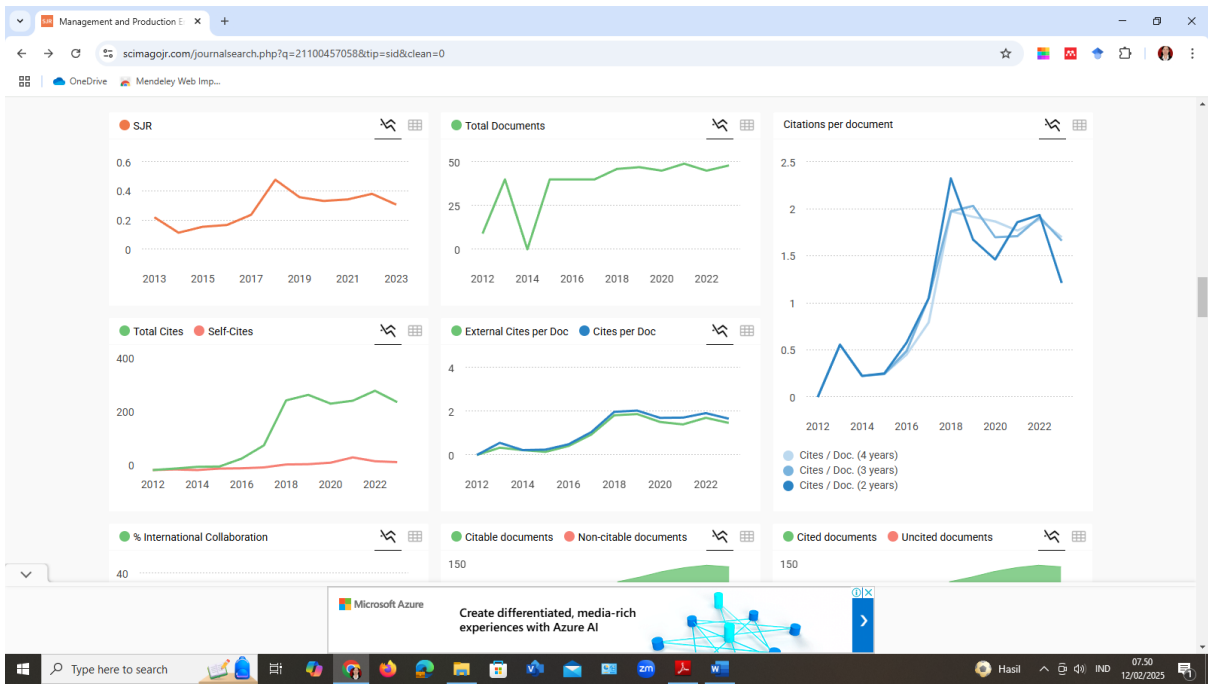 SJR Management and Production E
scimagojr.com/journalsearch.php?q=21100457058&tip=sid&clean=0
OneDrive Mendeley Web Imp...
SJR
0.6
0.4
0.2
0
2013 2015 2017 2019 2021 2023
Total Documents
50
25
0
2012 2014 2016 2018 2020 2022
Citations per document
2.5
2
1.5
1
0.5
0
2012 2014 2016 2018 2020 2022
Cites / Doc. (4 years)
Cites / Doc. (3 years)
Cites / Doc. (2 years)
Total Cites Self-Cites
400
200
0
2012 2014 2016 2018 2020 2022
External Cites per Doc Cites per Doc
4
2
0
2012 2014 2016 2018 2020 2022
% International Collaboration
40
Citable documents Non-citable documents
150
Cited documents Uncited documents
150
Microsoft Azure
Create differentiated, media-rich
experiences with Azure AI
Type here to search
zm
Hasil
IND
07.50
12/02/2025
1